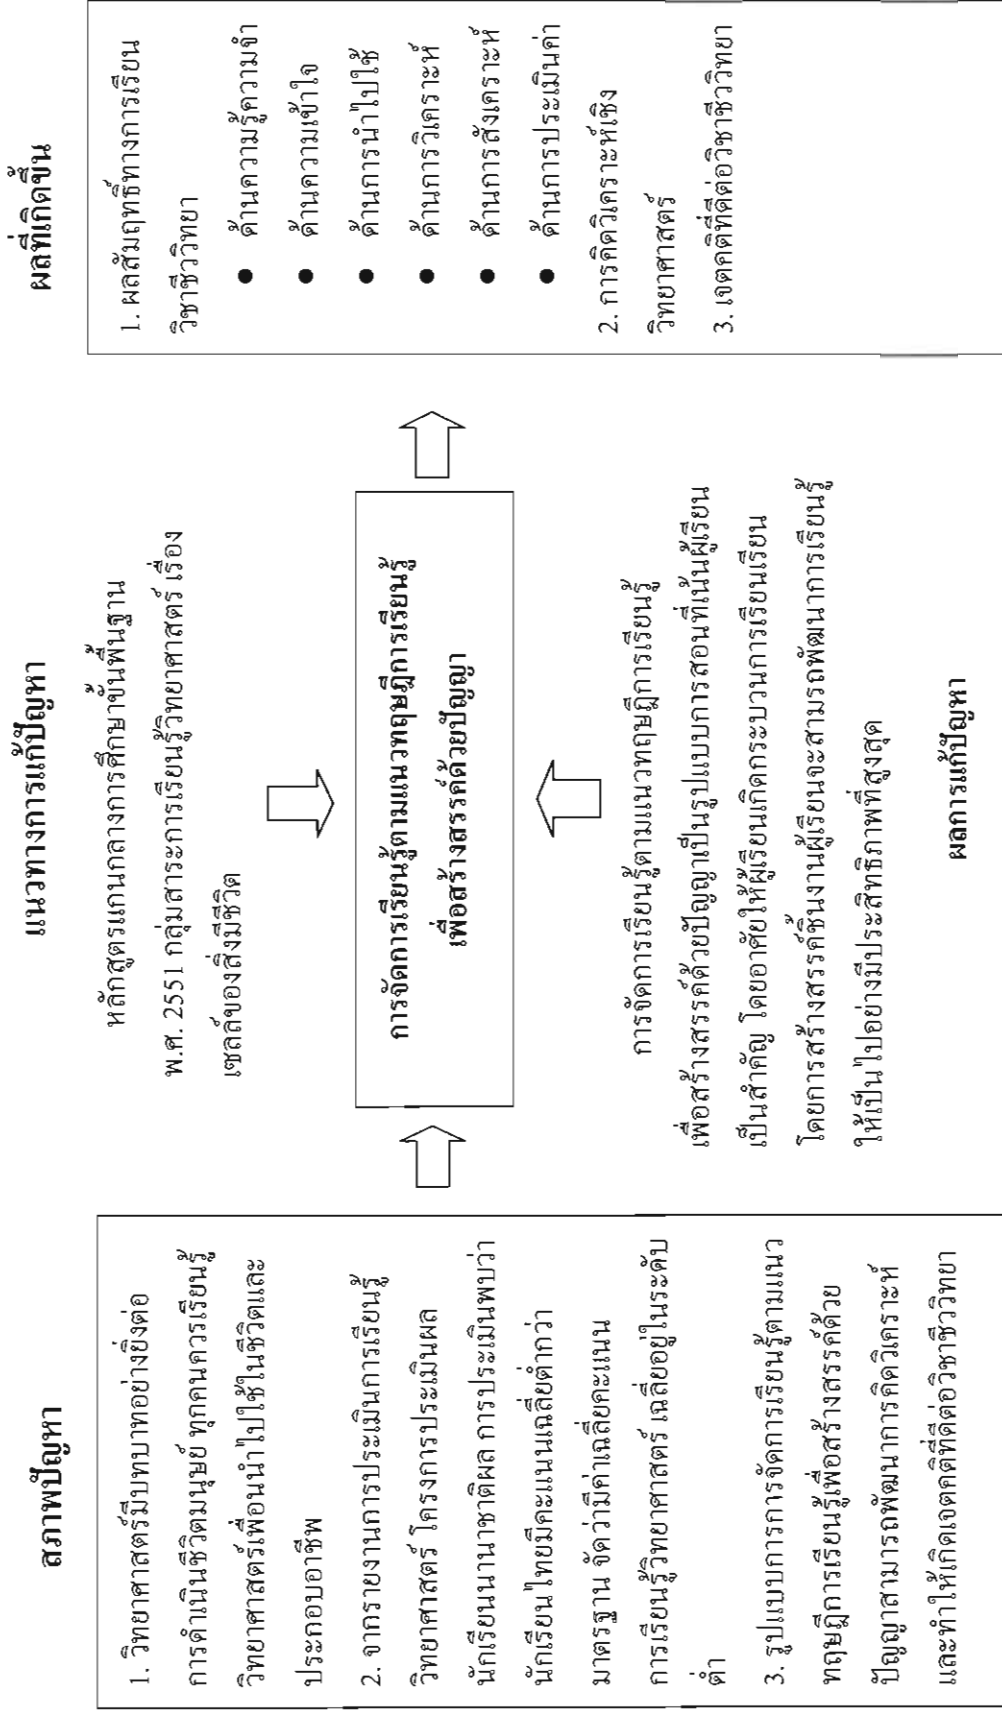 สภาพปัญหา
1. วิทยาศาสตร์มีบทบาทอย่างยิ่งต่อ
การดำเนินชีวิตมนุษย์ ทุกคนควรเรียนรู้
วิทยาศาสตร์เพื่อนนำไปใช้ในชีวิตและ
ประกอบอาชีพ
2. จากรายงานการประเมินการเรียนรู้
วิทยาศาสตร์ โครงการประเมินผล
นักเรียนนานาชาติผล การประเมินพบว่า
นักเรียนไทยมีคะแนนเฉลี่ยต่ำกว่า
มาตรฐาน จัดว่ามีค่าเฉลี่ยคะแนน
การเรียนรู้วิทยาศาสตร์ เฉลี่ยอยู่ในระดับ
ต่ำ
3. รูปแบบการการจัดการเรียนรู้ตามแนว
ทฤษฎีการเรียนรู้เพื่อสร้างสรรค์ด้วย
ปัญญาสามารถพัฒนาการคิดวิเคราะห์
และทำให้เกิดเจตคติที่ดีต่อวิชาชีววิทยา
แนวทางการแก้ปัญหา
หลักสูตรแกนกลางการศึกษาขั้นพื้นฐาน
พ.ศ. 2551 กลุ่มสาระการเรียนรู้วิทยาศาสตร์ เรื่อง
เซลล์ของสิ่งมีชีวิต
การจัดการเรียนรู้ตามแนวทฤษฎีการเรียนรู้
เพื่อสร้างสรรค์ด้วยปัญญา
การจัดการเรียนรู้ตามแนวทฤษฎีการเรียนรู้
เพื่อสร้างสรรค์ด้วยปัญญาเป็นรูปแบบการสอนที่เน้นผู้เรียน
เป็นสำคัญ โดยอาศัยให้ผู้เรียนเกิดกระบวนการเรียนเรียน
โดยการสร้างสรรค์ชิ้นงานผู้เรียนจะสามรถพัฒนาการเรียนรู้
ให้เป็นไปอย่างมีประสิทธิภาพที่สูงสุด
ผลการแก้ปัญหา
ผลที่เกิดขึ้น
1. ผลสัมฤทธิ์ทางการเรียน
วิชาชีววิทยา
● ด้านความรู้ความจำ
● ด้านความเข้าใจ
● ด้านการนำไปใช้
● ด้านการวิเคราะห์
● ด้านการสังเคราะห์
● ด้านการประเมินค่า
2. การคิดวิเคราะห์เชิง
วิทยาศาสตร์
3. เจตคติที่ดีต่อวิชาชีววิทยา